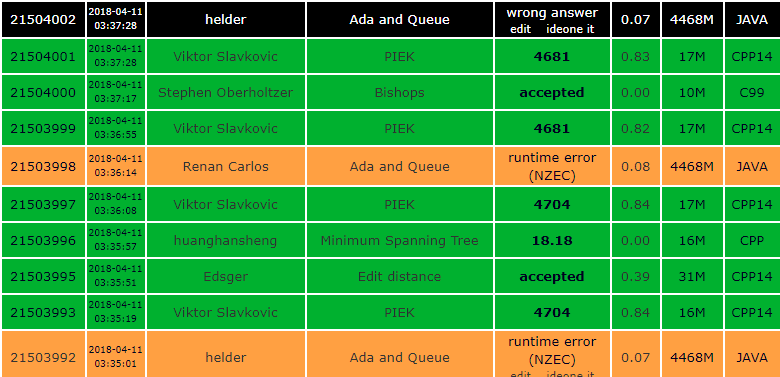 21504002 2018-04-11 03:37:28 helder Ada and Queue wrong answer edit ideone it 0.07 4468M JAVA
21504001 2018-04-11 03:37:28 Viktor Slavkovic PIEK 4681 0.83 17M CPP14
21504000 2018-04-11 03:37:17 Stephen Oberholtzer Bishops accepted 0.00 10M C99
21503999 2018-04-11 03:36:55 Viktor Slavkovic PIEK 4681 0.82 17M CPP14
21503998 2018-04-11 03:36:14 Renan Carlos Ada and Queue runtime error (NZEC) 0.08 4468M JAVA
21503997 2018-04-11 03:36:08 Viktor Slavkovic PIEK 4704 0.84 17M CPP14
21503996 2018-04-11 03:35:57 huanghansheng Minimum Spanning Tree 18.18 0.00 16M CPP
21503995 2018-04-11 03:35:51 Edsger Edit distance accepted 0.39 31M CPP14
21503993 2018-04-11 03:35:19 Viktor Slavkovic PIEK 4704 0.84 16M CPP14
21503992 2018-04-11 03:35:01 helder Ada and Queue runtime error (NZEC) edit ideone it 0.07 4468M JAVA